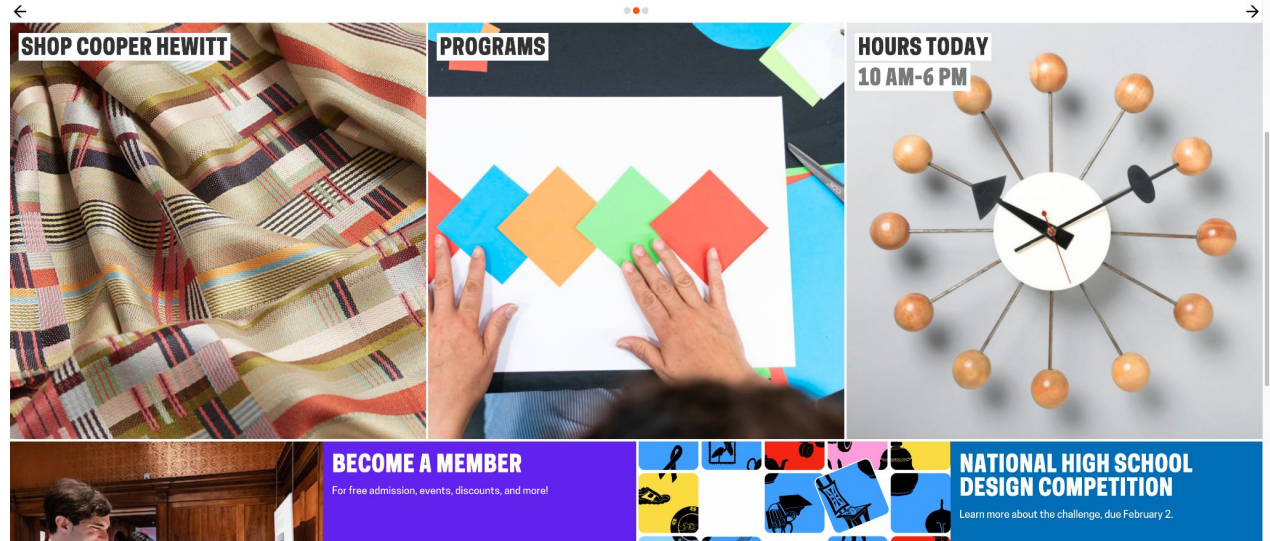 SHOP COOPER HEWITT
PROGRAMS
HOURS TODAY
10 AM-6 PM
BECOME A MEMBER
For free admission, events, discounts, and more!
NATIONAL HIGH SCHOOL
DESIGN COMPETITION
Learn more about the challenge, due February 2.